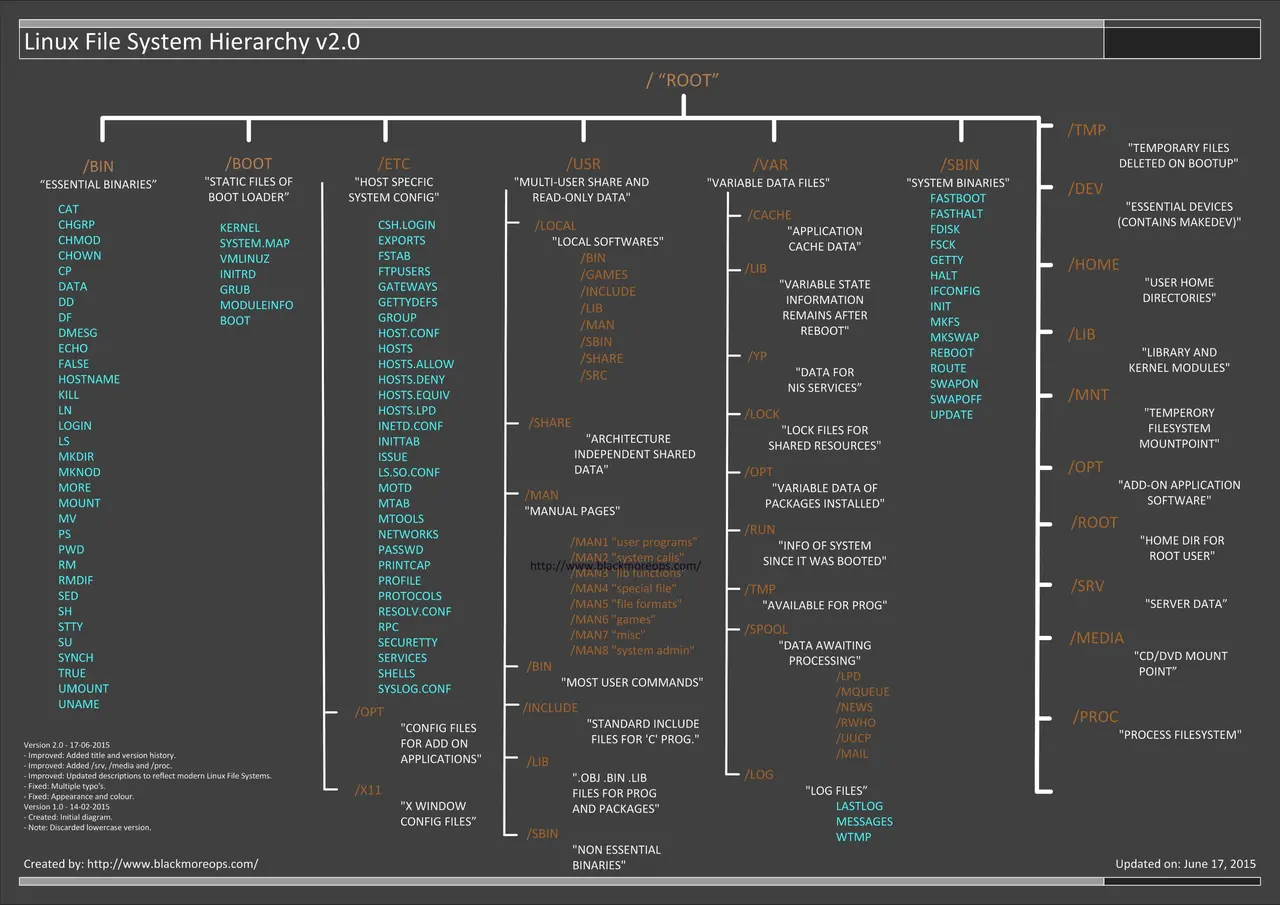 Linux File System Hierarchy v2.0
/ “ROOT”
/BIN
“ESSENTIAL BINARIES”
CAT
CHGRP
CHMOD
CHOWN
CP
DATA
DD
DF
DMESG
ECHO
FALSE
HOSTNAME
KILL
LN
LOGIN
LS
MKDIR
MKNOD
MORE
MOUNT
MV
PS
PWD
RM
RMDIF
SED
SH
STTY
SU
SYNCH
TRUE
UMOUNT
UNAME
/BOOT
"STATIC FILES OF
BOOT LOADER”
KERNEL
SYSTEM.MAP
VMLINUZ
INITRD
GRUB
MODULEINFO
BOOT
/ETC
"HOST SPECFIC
SYSTEM CONFIG"
CSH.LOGIN
EXPORTS
FSTAB
FTPUSERS
GATEWAYS
GETTYDEFS
GROUP
HOST.CONF
HOSTS
HOSTS.ALLOW
HOSTS.DENY
HOSTS.EQUIV
HOSTS.LPD
INETD.CONF
INITTAB
ISSUE
LS.SO.CONF
MOTD
MTAB
MTOOLS
NETWORKS
PASSWD
PRINTCAP
PROFILE
PROTOCOLS
RESOLV.CONF
RPC
SECURETTY
SERVICES
SHELLS
SYSLOG.CONF
/OPT
"CONFIG FILES
FOR ADD ON
APPLICATIONS"
/X11
"X WINDOW
CONFIG FILES”
/USR
"MULTI-USER SHARE AND
READ-ONLY DATA"
/LOCAL
"LOCAL SOFTWARES"
/BIN
/GAMES
/INCLUDE
/LIB
/MAN
/SBIN
/SHARE
/SRC
/SHARE
"ARCHITECTURE
INDEPENDENT SHARED
DATA”
/MAN
"MANUAL PAGES"
/MAN1 "user programs"
/MAN2 "system calls"
http://www.blackmoreops.com/
/MAN3 "lib functions"
/MAN4 "special file"
/MAN5 "file formats"
/MAN6 "games"
/MAN7 "misc"
/MAN8 "system admin"
/BIN
"MOST USER COMMANDS"
/INCLUDE
"STANDARD INCLUDE
FILES FOR 'C' PROG."
/LIB
".OBJ .BIN .LIB
FILES FOR PROG
AND PACKAGES"
/SBIN
"NON ESSENTIAL
BINARIES"
/VAR
"VARIABLE DATA FILES"
/CACHE
"APPLICATION
CACHE DATA"
/LIB
"VARIABLE STATE
INFORMATION
REMAINS AFTER
REBOOT"
/YP
"DATA FOR
NIS SERVICES”
/LOCK
"LOCK FILES FOR
SHARED RESOURCES"
/OPT
"VARIABLE DATA OF
PACKAGES INSTALLED"
/RUN
"INFO OF SYSTEM
SINCE IT WAS BOOTED"
/TMP
"AVAILABLE FOR PROG"
/SPOOL
"DATA AWAITING
PROCESSING"
/LPD
/MQUEUE
/NEWS
/RWHO
/UUCP
/MAIL
/LOG
"LOG FILES”
LASTLOG
MESSAGES
WTMP
/SBIN
"SYSTEM BINARIES"
FASTBOOT
FASTHALT
FDISK
FSCK
GETTY
HALT
IFCONFIG
INIT
MKFS
MKSWAP
REBOOT
ROUTE
SWAPON
SWAPOFF
UPDATE
/TMP
"TEMPORARY FILES
DELETED ON BOOTUP"
/DEV
"ESSENTIAL DEVICES
(CONTAINS MAKEDEV)"
/HOME
"USER HOME
DIRECTORIES"
/LIB
"LIBRARY AND
KERNEL MODULES"
/MNT
"TEMPERORY
FILESYSTEM
MOUNTPOINT"
/OPT
"ADD-ON APPLICATION
SOFTWARE"
/ROOT
"HOME DIR FOR
ROOT USER"
/SRV
"SERVER DATA”
/MEDIA
"CD/DVD MOUNT
POINT”
/PROC
"PROCESS FILESYSTEM"
Version 2.0 - 17-06-2015
- Improved: Added title and version history.
- Improved: Added /srv, /media and /proc.
- Improved: Updated descriptions to reflect modern Linux File Systems.
- Fixed: Multiple typo's.
- Fixed: Appearance and colour.
Version 1.0 - 14-02-2015
- Created: Initial diagram.
- Note: Discarded lowercase version.
Created by: http://www.blackmoreops.com/
Updated on: June 17, 2015